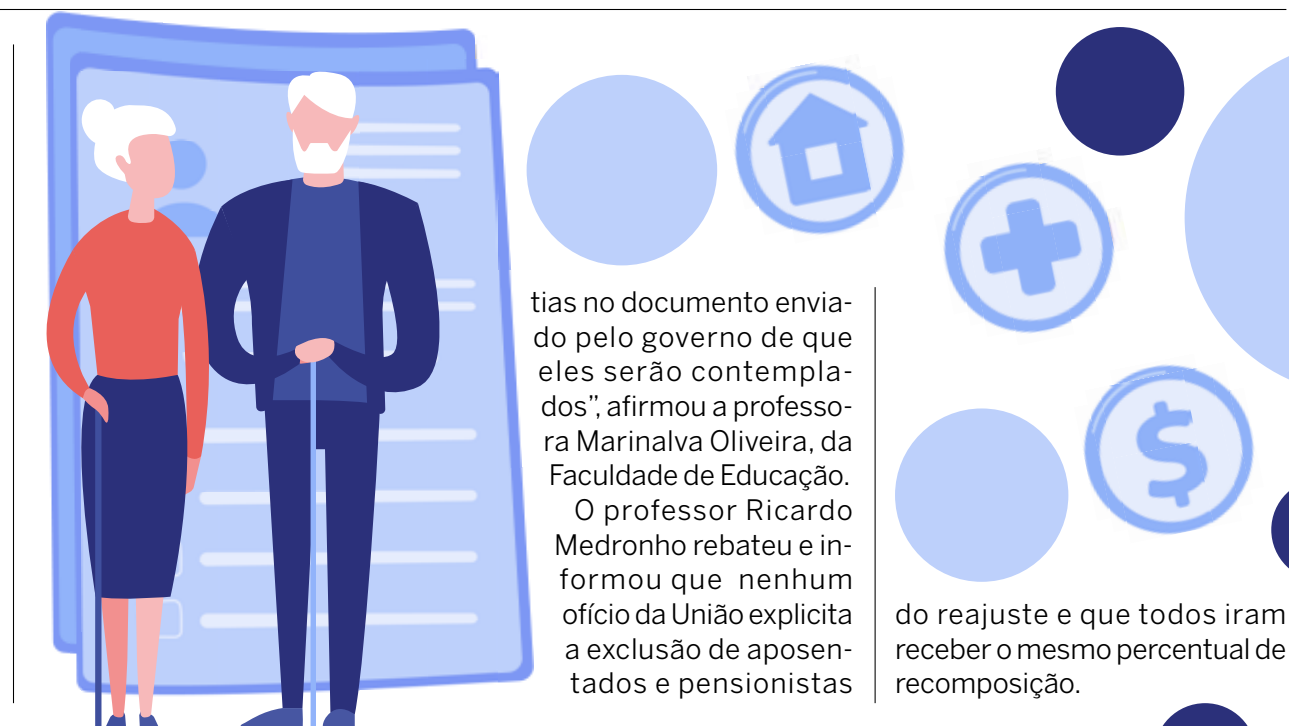 tias no documento envia-
do pelo governo de que
eles serão contempla-
dos”, afirmou a professo-
ra Marinalva Oliveira, da
Faculdade de Educação.
O professor Ricardo
Medronho rebateu e in-
formou que nenhum
ofício da União explicita
a exclusão de aposen-
tados e pensionistas
do reajuste e que todos iram
receber o mesmo percentual de
recomposição.